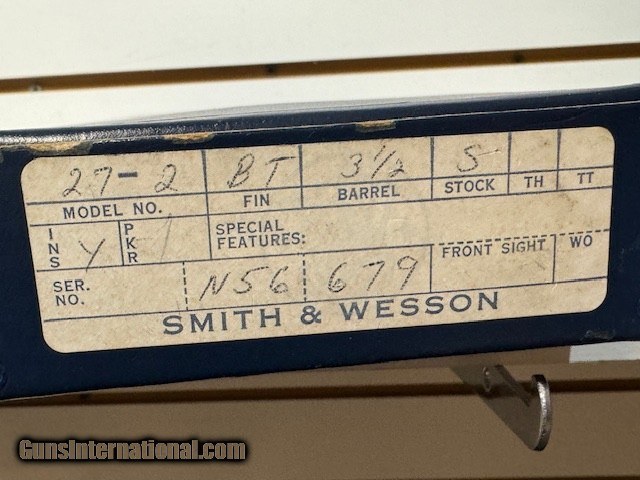 27-2 BT 3 1/2 S
MODEL NO. FIN BARREL STOCK TH TT
INS Y PKR SPECIAL FEATURES:
FRONT SIGHT WO
SER. NO. N56 679
SMITH & WESSON
GunsInternational.com